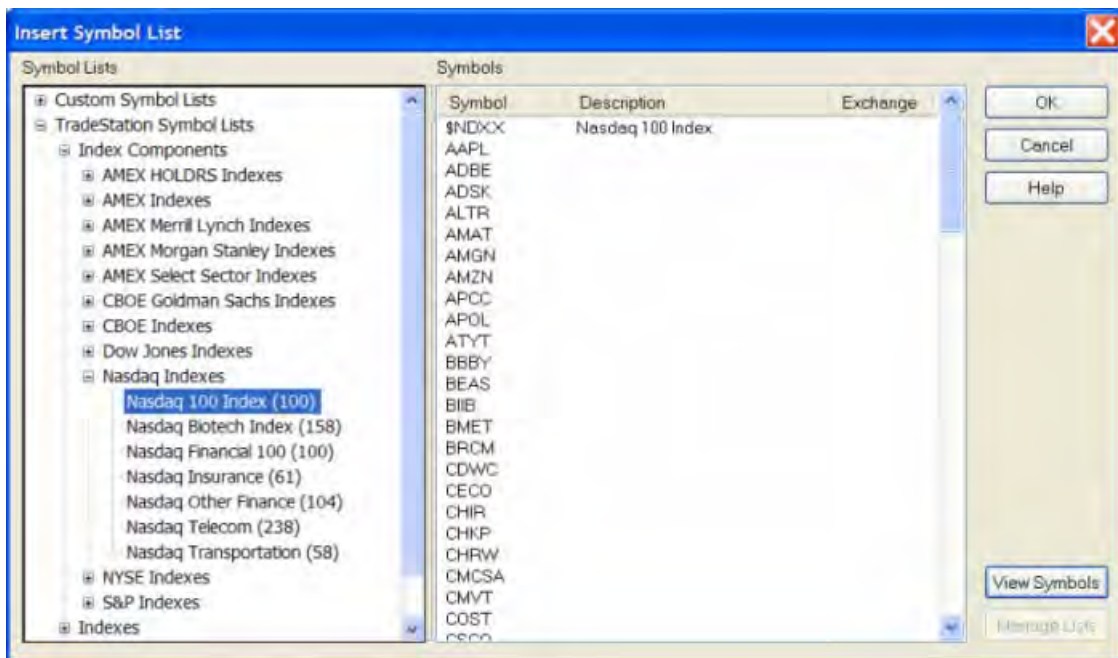 Insert Symbol List
Symbol Lists
Custom Symbol Lists
TradeStation Symbol Lists
Index Components
AMEX HOLDRS Indexes
AMEX Indexes
AMEX Merrill Lynch Indexes
AMEX Morgan Stanley Indexes
AMEX Select Sector Indexes
CBOE Goldman Sachs Indexes
CBOE Indexes
Dow Jones Indexes
Nasdaq Indexes
Nasdaq 100 Index (100)
Nasdaq Biotech Index (158)
Nasdaq Financial 100 (100)
Nasdaq Insurance (61)
Nasdaq Other Finance (104)
Nasdaq Telecom (238)
Nasdaq Transportation (58)
NYSE Indexes
S&P Indexes
Indexes
Symbols
Symbol Description Exchange
$NDXX Nasdaq 100 Index
AAPL
ADBE
ADSK
ALTR
AMAT
AMGN
AMZN
APCC
APOL
ATYT
BBBY
BEAS
BIIB
BMET
BRCM
CDWC
CECO
CHIR
CHKP
CHRW
CMCSA
CMVT
COST
CSCO
OK
Cancel
Help
View Symbols
Manage Lists